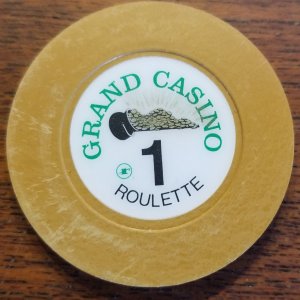 GRAND CASINO
1
ROULETTE